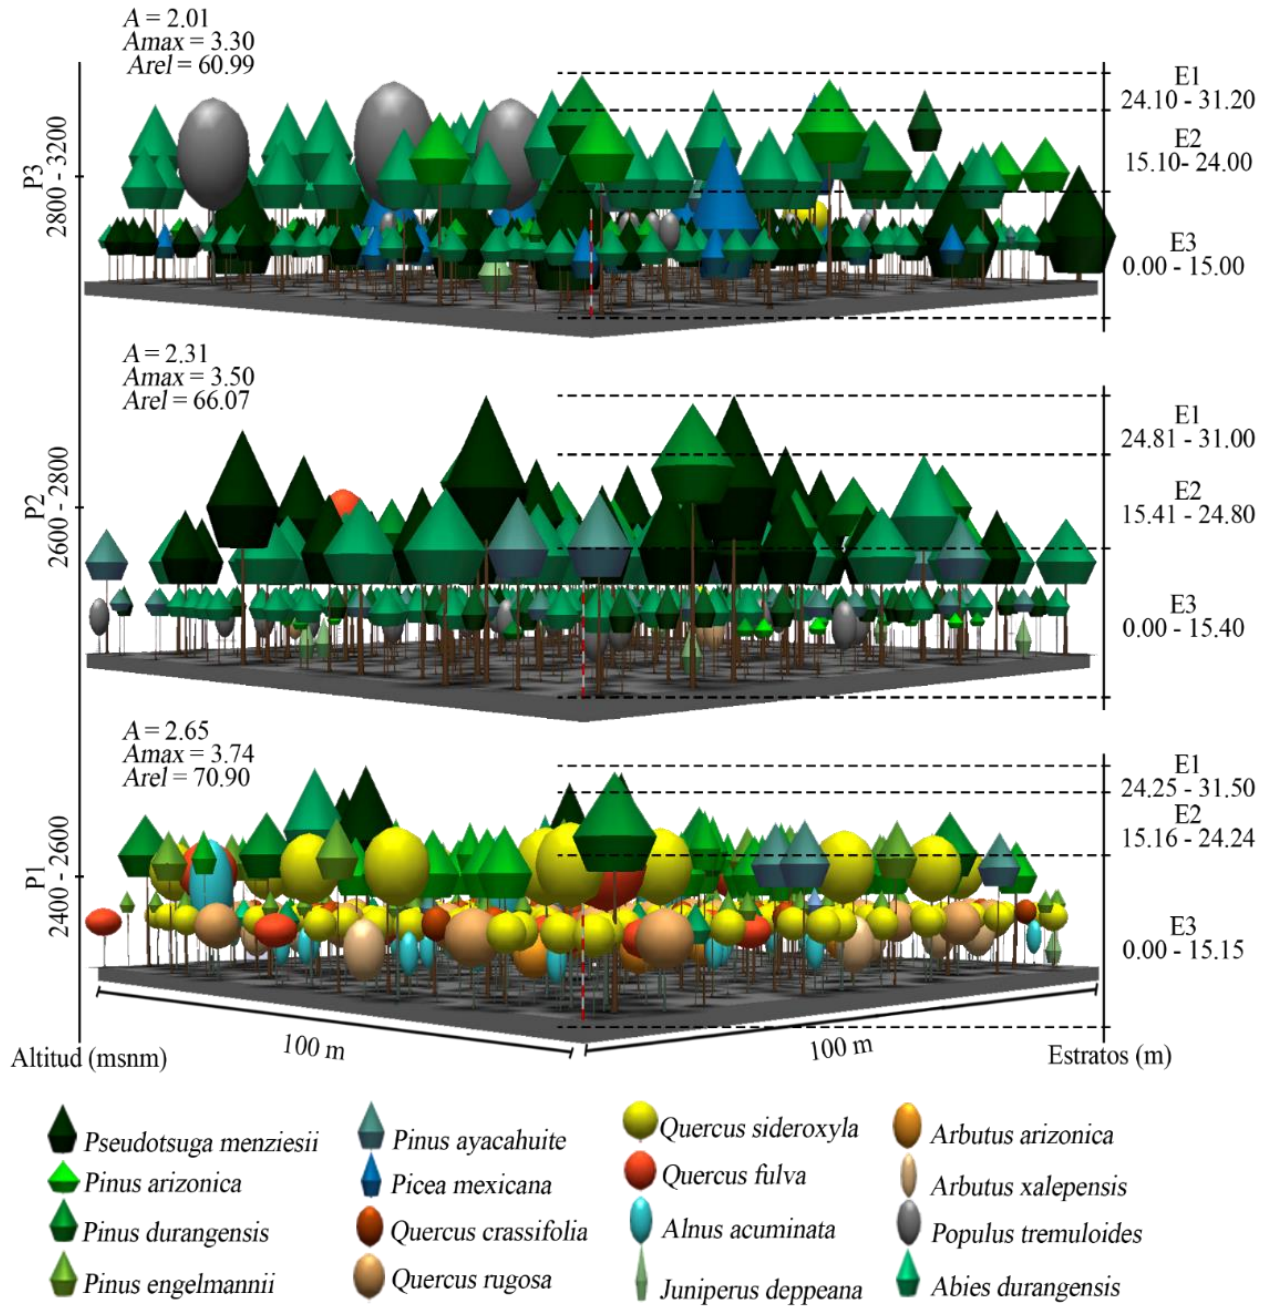 A = 2.01
Amax = 3.30
Arel = 60.99
P3
2800 - 3200
E1
24.10 - 31.20
E2
15.10- 24.00
E3
0.00 - 15.00
A = 2.31
Amax = 3.50
Arel = 66.07
P2
2600 - 2800
E1
24.81 - 31.00
E2
15.41 - 24.80
E3
0.00 - 15.40
A = 2.65
Amax = 3.74
Arel = 70.90
P1
2400 - 2600
E1
24.25 - 31.50
E2
15.16 - 24.24
E3
0.00 - 15.15
Altitud (msnm)
100 m
100 m
Estratos (m)
Pseudotsuga menziesii
Pinus ayacahuite
Quercus sideroxyla
Arbutus arizonica
Pinus arizonica
Picea mexicana
Quercus fulva
Arbutus xalepensis
Pinus durangensis
Quercus crassifolia
Alnus acuminata
Populus tremuloides
Pinus engelmannii
Quercus rugosa
Juniperus deppeana
Abies durangensis